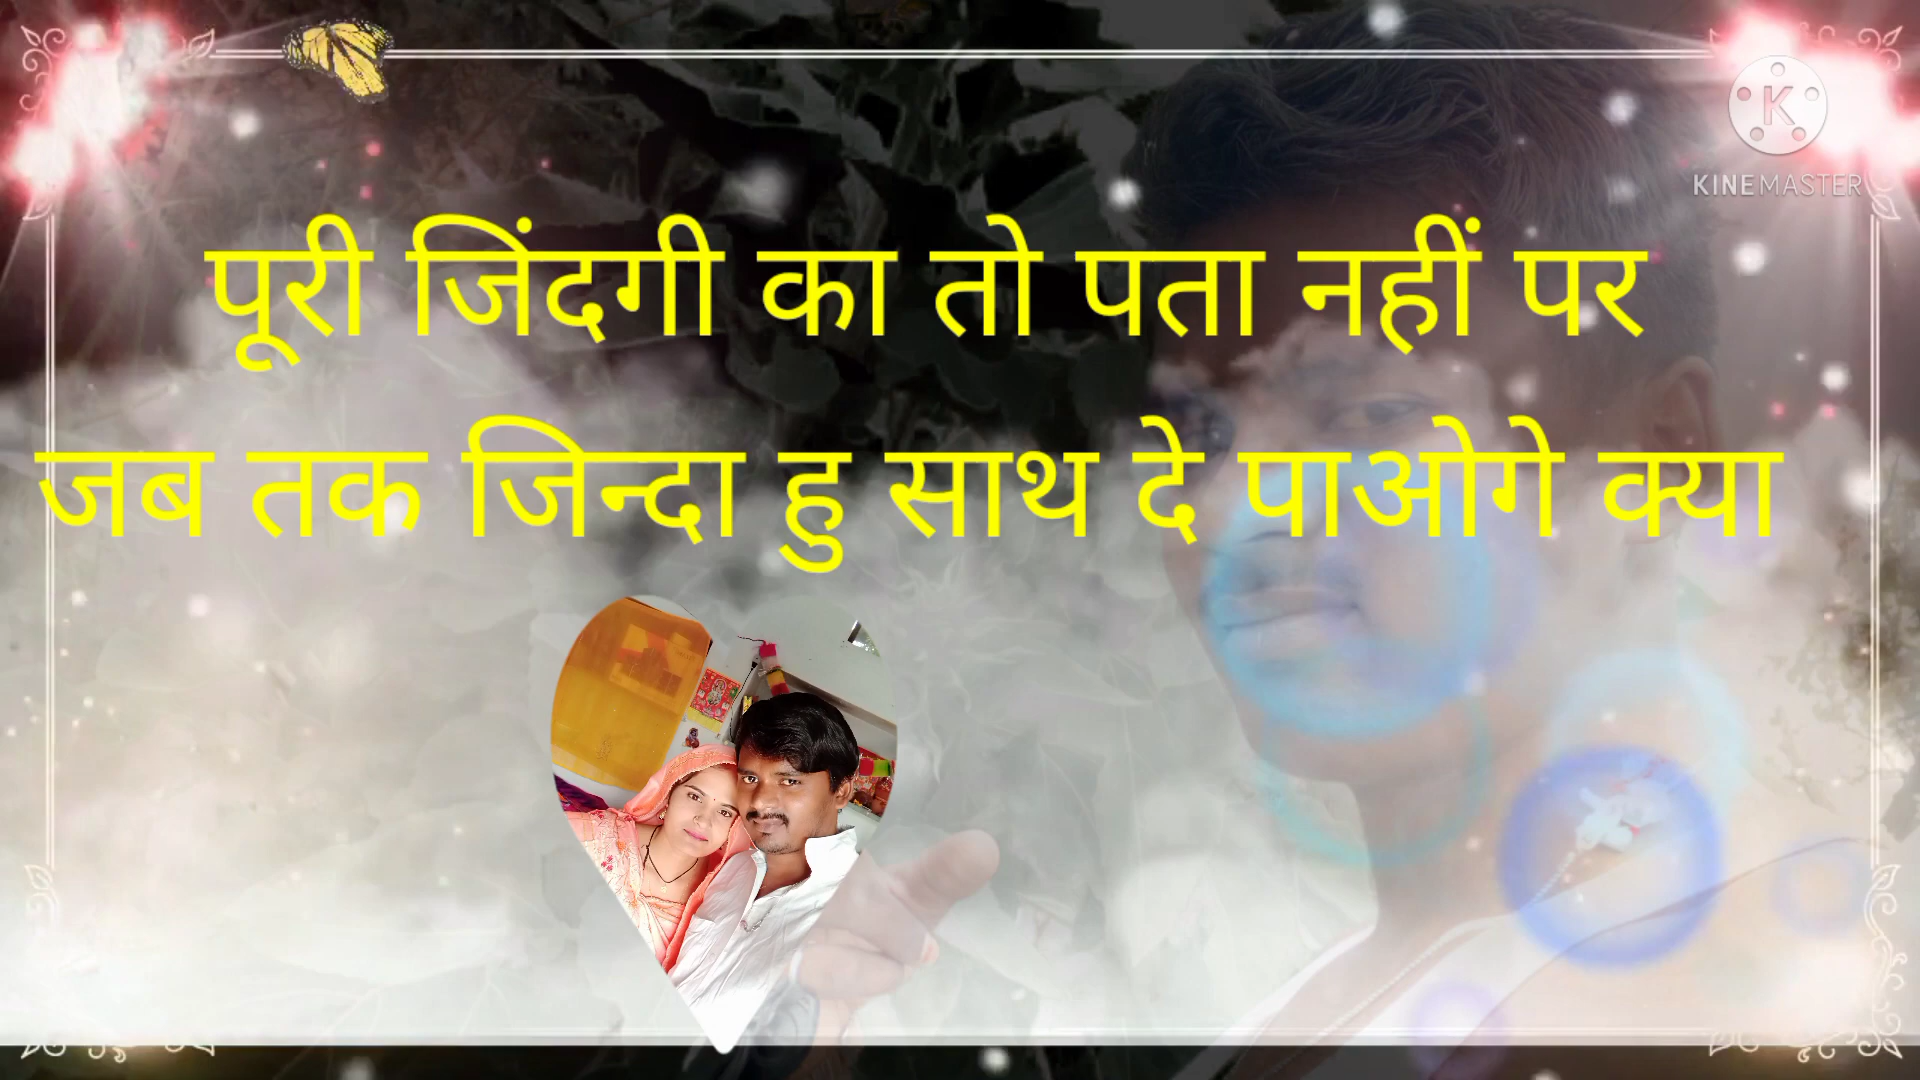 K
KINEMASTER
पूरी जिंदगी का तो पता नहीं पर
जब तक जिन्दा हु साथ दे पाओगे क्या